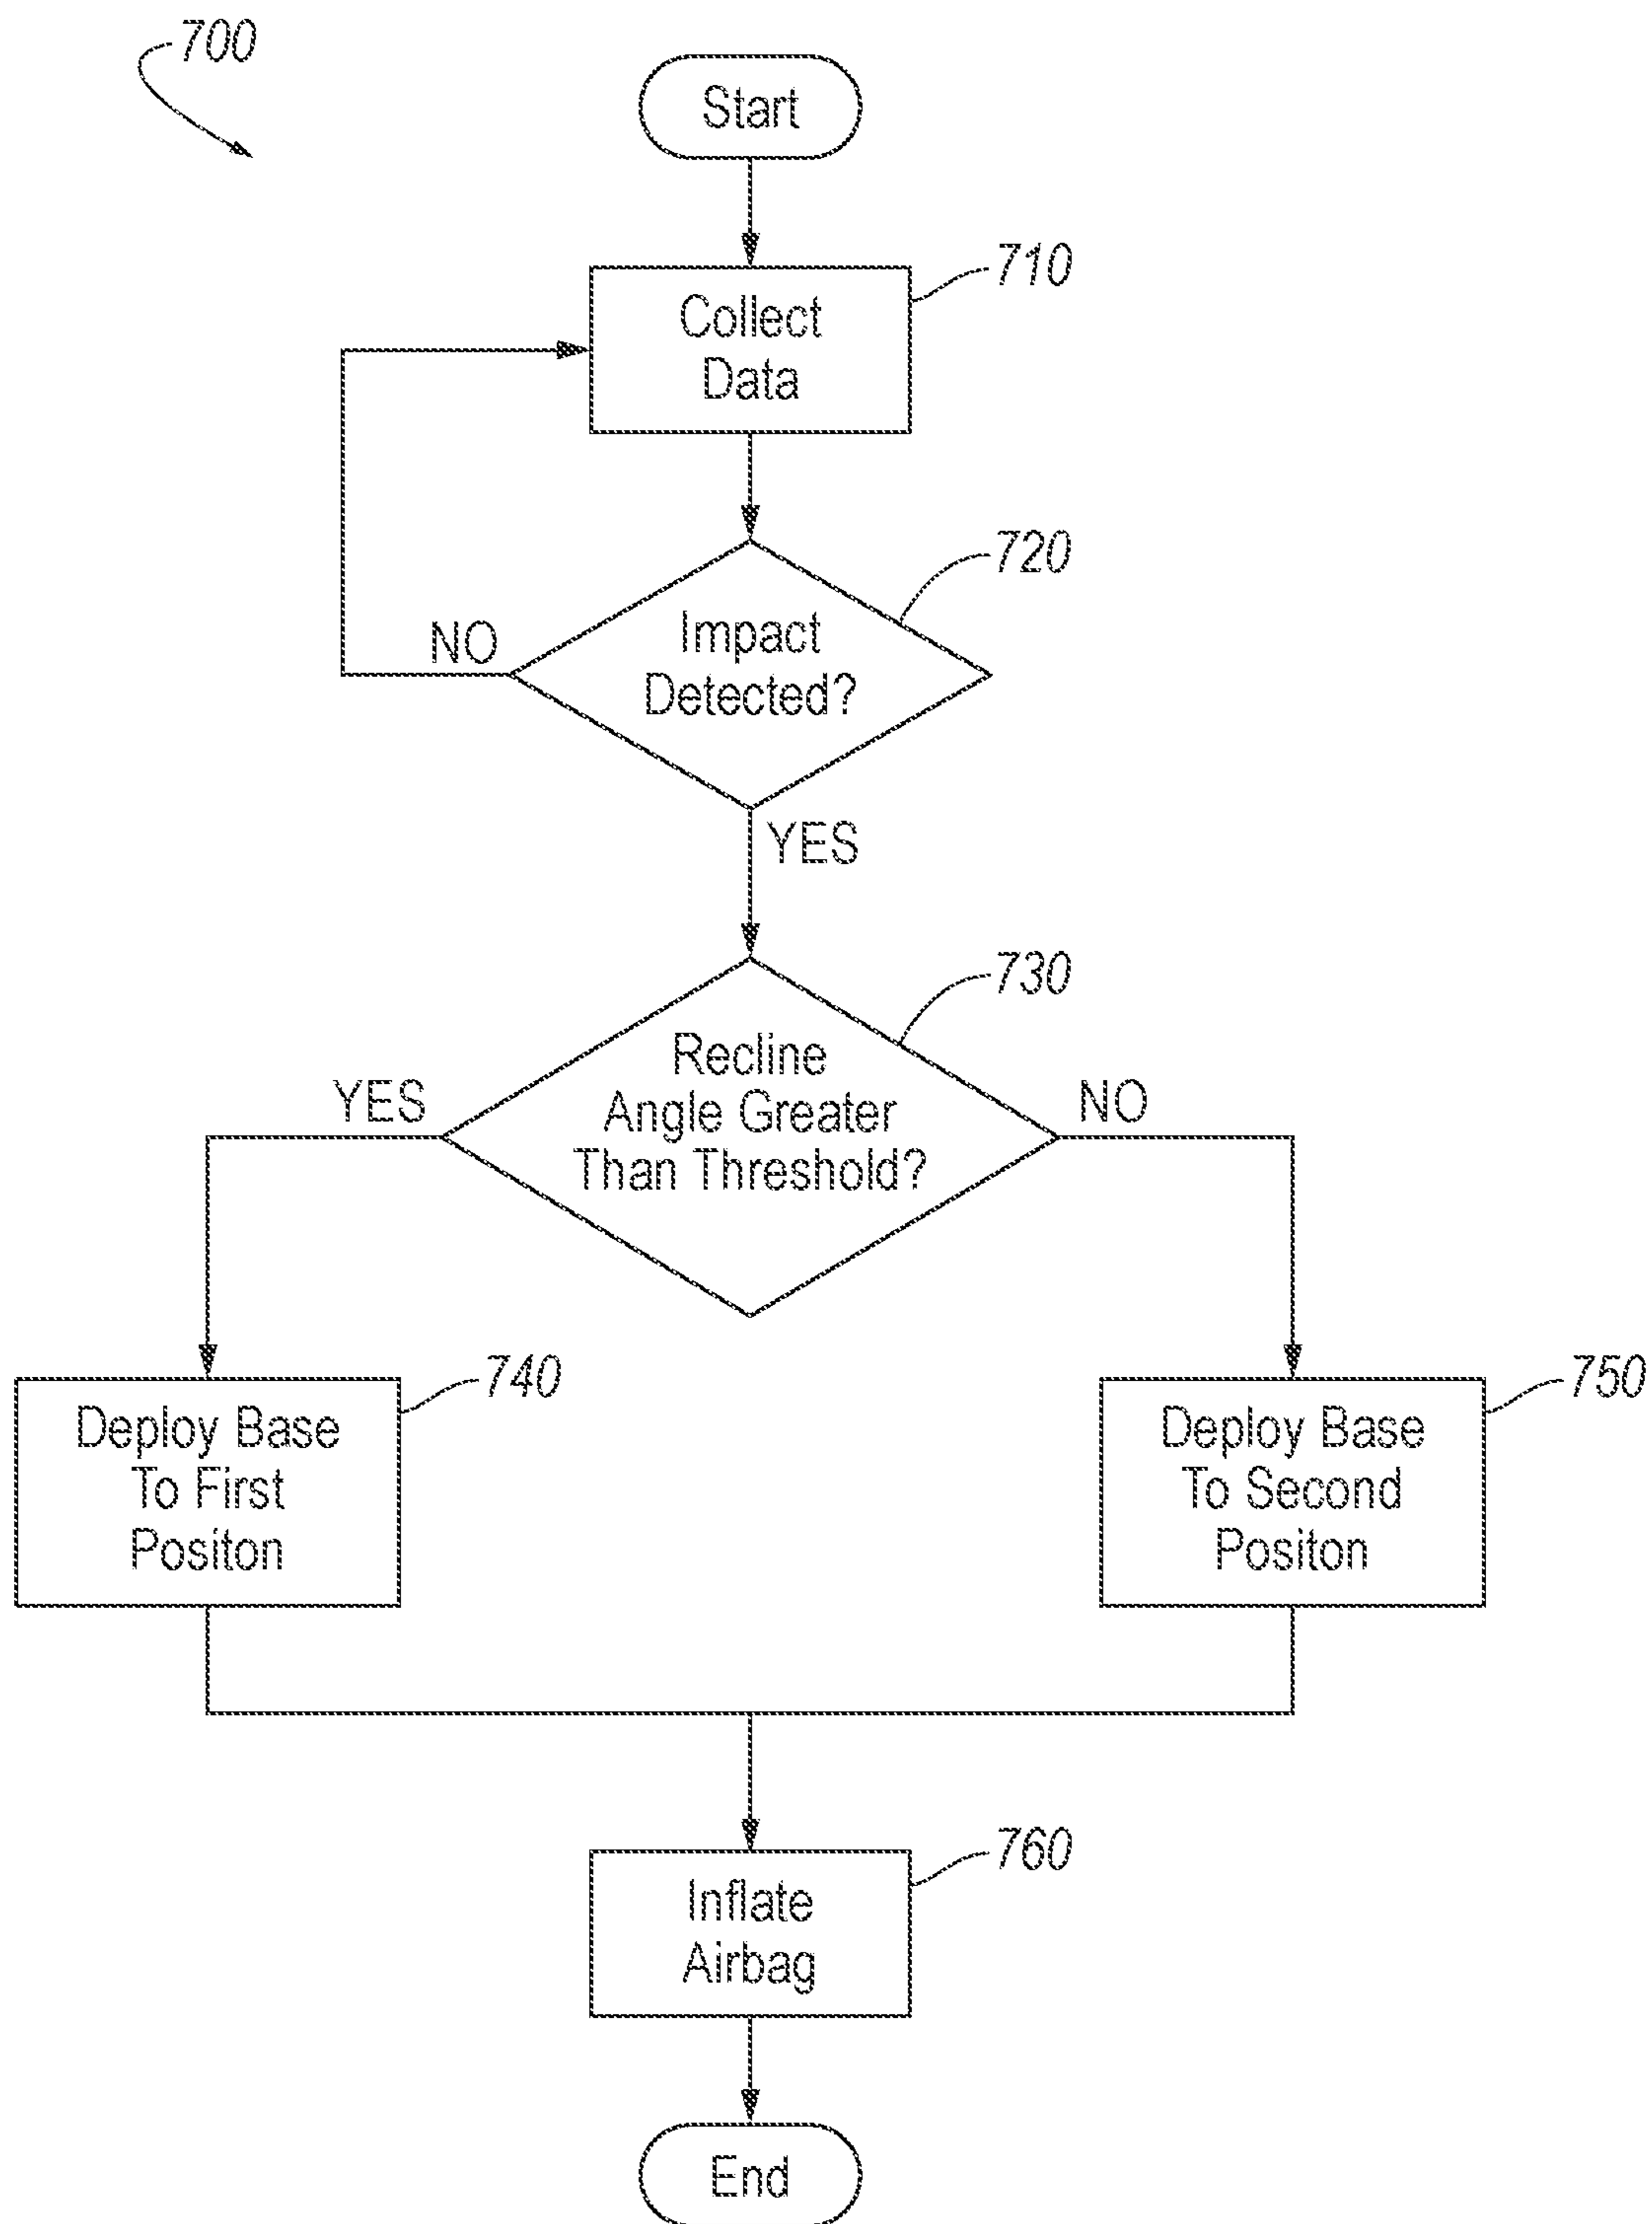 700
Start
710
Collect
Data
720
Impact
Detected?
NO
YES
730
Recline
Angle Greater
Than Threshold?
YES
NO
740
Deploy Base
To First
Positon
750
Deploy Base
To Second
Positon
760
Inflate
Airbag
End